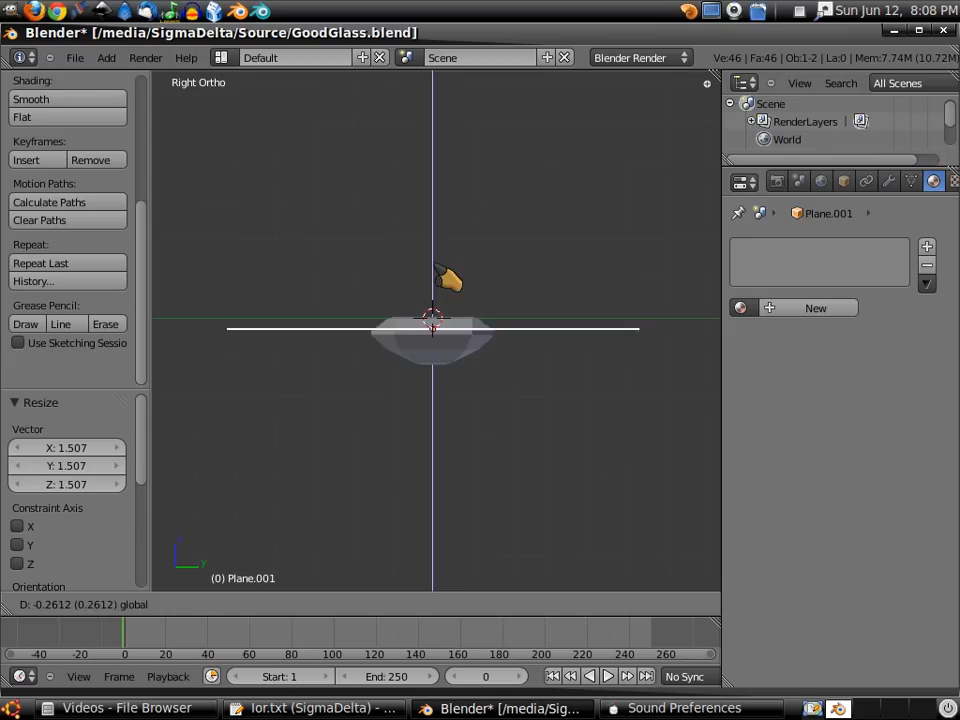 Sun Jun 12, 8:08 PM
Blender* [/media/SigmaDelta/Source/GoodGlass.blend]
File Add Render Help Default Scene Blender Render Ve:46 | Fa:46 | Ob:1-2 | La:0 | Mem:7.74M (10.72M)
Shading:
Smooth
Flat
Keyframes:
Insert Remove
Motion Paths:
Calculate Paths
Clear Paths
Repeat:
Repeat Last
History...
Grease Pencil:
Draw Line Erase
Use Sketching Sessio
Resize
Vector
X: 1.507
Y: 1.507
Z: 1.507
Constraint Axis
X
Y
Z
Orientation
Right Ortho
y
(0) Plane.001
View Search All Scenes
Scene
RenderLayers
World
Plane.001
New
D: -0.2612 (0.2612) global
-40 -20 0 20 40 60 80 100 120 140 160 180 200 220 240 260
View Frame Playback Start: 1 End: 250 0 No Sync
Videos - File Browser Ior.txt (SigmaDelta) - ... Blender* [/media/Sig... Sound Preferences